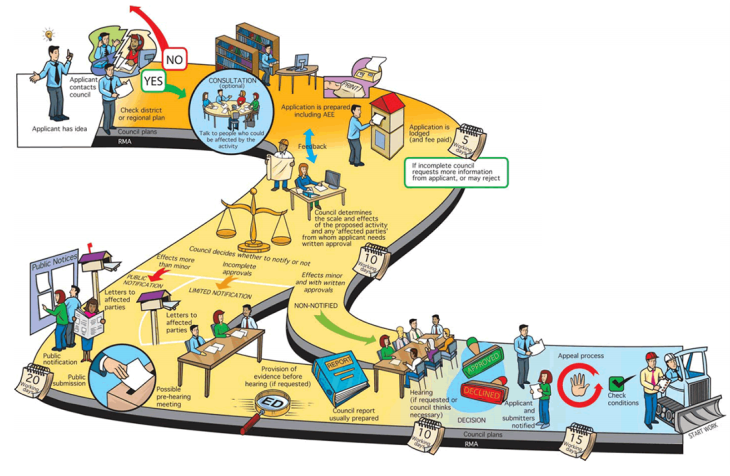 Applicant has idea
Applicant
contacts
council
NO
YES
Check district
or regional plan
Council plans
RMA
CONSULTATION
(optional)
Talk to people who could
be affected by the
activity
Application is prepared
including AEE
Feedback
Application is
lodged
(and fee paid)
5
Working
days
If incomplete council
requests more information
from applicant, or may reject
Council determines
the scale and effects
of the proposed activity
and any 'affected parties'
from whom applicant needs
written approval
10
Working
days
Council decides whether to notify or not
Effects more
than minor
Incomplete
approvals
Effects minor
and with written
approvals
PUBLIC
NOTIFICATION
LIMITED NOTIFICATION
NON-NOTIFIED
Public Notices
Letters to
affected
parties
Letters to
affected
parties
Public
notification
20
Working
days
Public
submission
Possible
pre-hearing
meeting
Provision of
evidence before
hearing (if requested)
ED
REPORT
Council report
usually prepared
Hearing
(if requested or
council thinks
necessary)
10
Working
days
APPROVED
DECLINED
DECISION
Applicant
and
submitters
notified
Appeal process
15
Working
days
Check
conditions
START WORK
Council plans
RMA